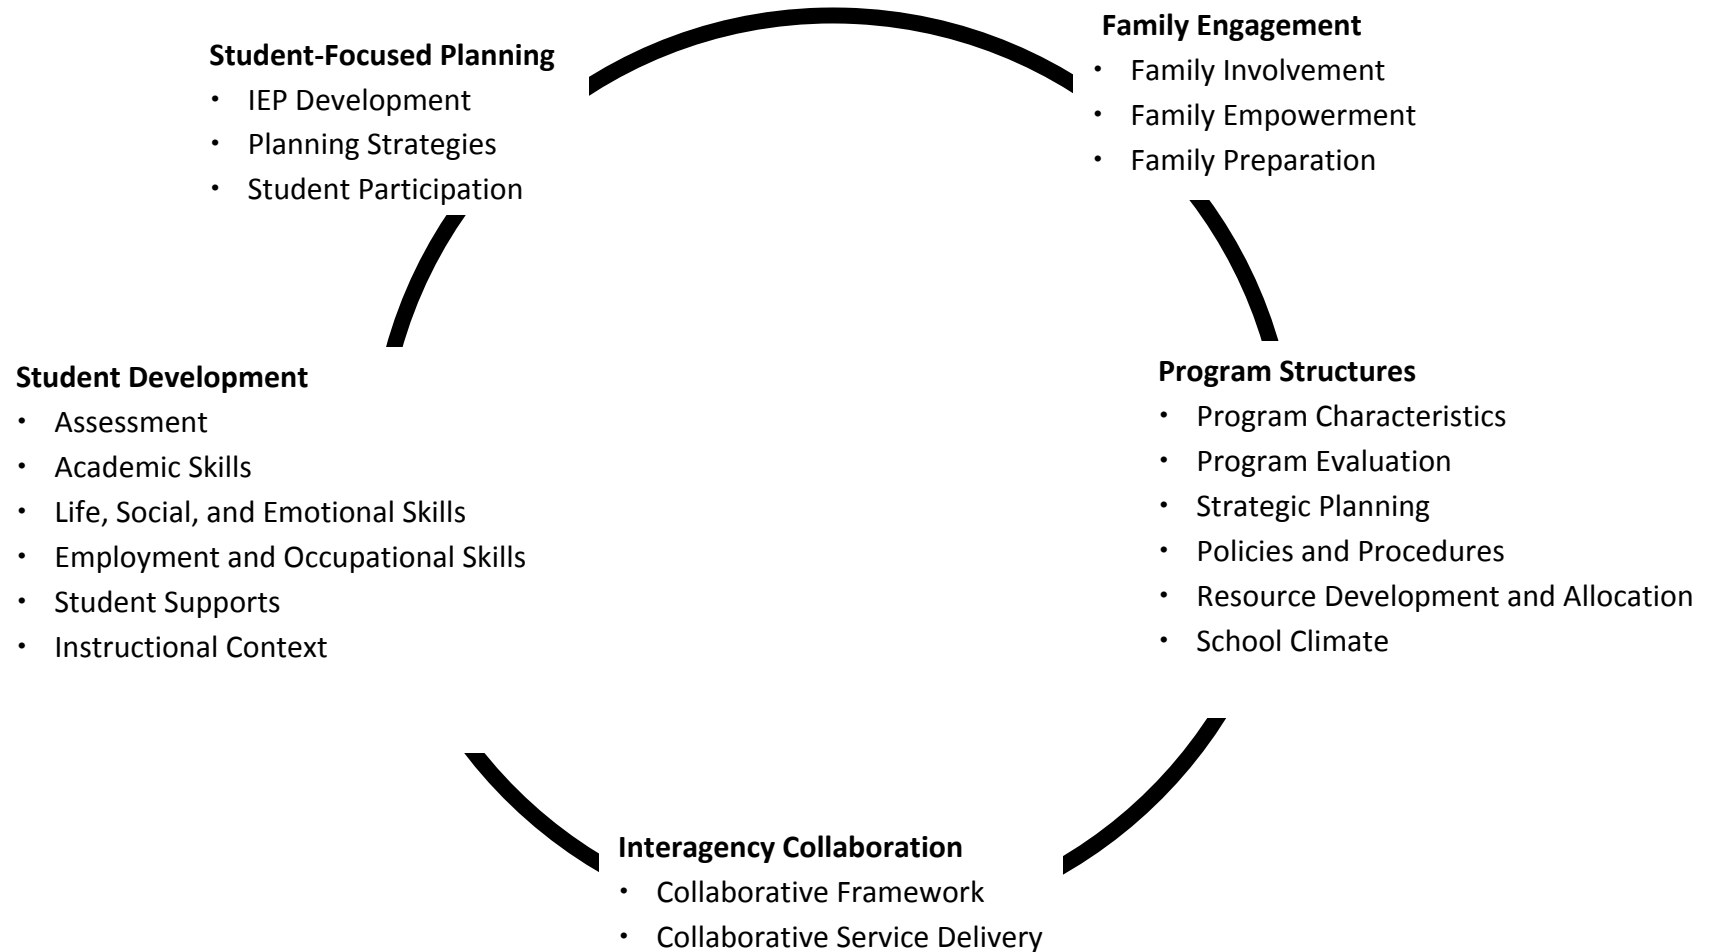 Student-Focused Planning
• IEP Development
• Planning Strategies
• Student Participation
Family Engagement
• Family Involvement
• Family Empowerment
• Family Preparation
Student Development
• Assessment
• Academic Skills
• Life, Social, and Emotional Skills
• Employment and Occupational Skills
• Student Supports
• Instructional Context
Program Structures
• Program Characteristics
• Program Evaluation
• Strategic Planning
• Policies and Procedures
• Resource Development and Allocation
• School Climate
Interagency Collaboration
• Collaborative Framework
• Collaborative Service Delivery